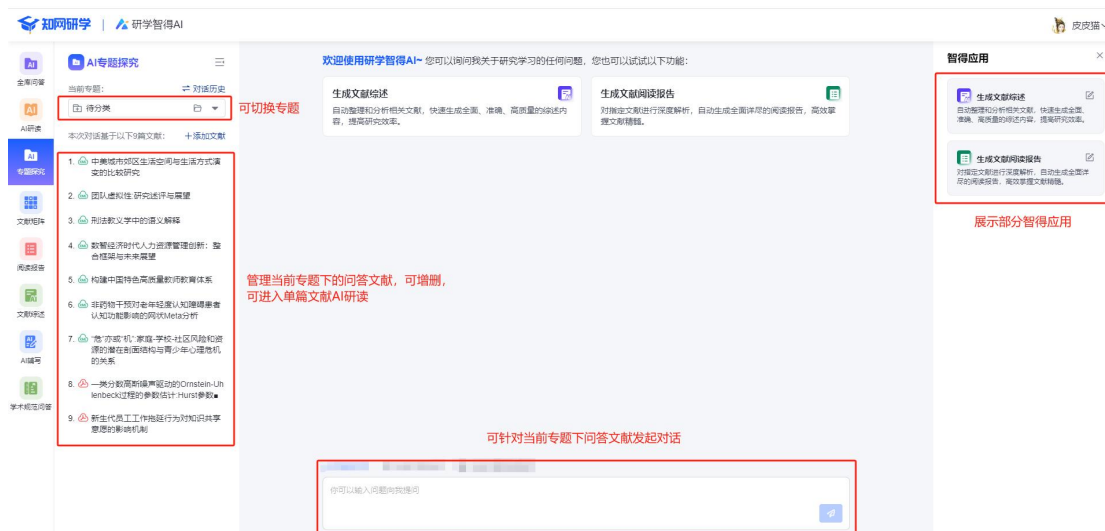 知网研学 | 研学智得AI
皮皮猫
全库问答
AI研读
专题探究
文献矩阵
阅读报告
文献综述
AI编写
学术规范问答
AI专题探究
当前专题:
对话历史
待分类
可切换专题
本次对话基于以下9篇文献:
+添加文献
1. 中美城市郊区生活空间与生活方式演
变的比较研究
2. 团队虚拟性 研究述评与展望
3. 刑法教义学中的语义解释
4. 数智经济时代人力资源管理创新:整
合框架与未来展望
5. 构建中国特色高质量教师教育体系
6. 非药物干预对老年轻度认知障碍患者
认知功能影响的网状Meta分析
7. “危”亦或“机”:家庭-学校-社区风险和资
源的潜在剖面结构与青少年心理危机
的关系
8. 一类分数高斯噪声驱动的Ornstein-Uh
lenbeck过程的参数估计:Hurst参数■
9. 新生代员工工作拖延行为对知识共享
意愿的影响机制
管理当前专题下的问答文献,可增删,
可进入单篇文献AI研读
欢迎使用研学智得AI~ 您可以询问我关于研究学习的任何问题,您也可以试试以下功能:
生成文献综述
自动整理和分析相关文献,快速生成全面、准确、高质量的综述内
容,提高研究效率。
生成文献阅读报告
对指定文献进行深度解析,自动生成全面详尽的阅读报告,高效掌
握文献精髓。
可针对当前专题下问答文献发起对话
你可以输入问题向我提问
智得应用
生成文献综述
自动整理和分析相关文献,快速生成全面、
准确、高质量的综述内容,提高研究效率。
生成文献阅读报告
对指定文献进行深度解析,自动生成全面详
尽的阅读报告,高效掌握文献精髓。
展示部分智得应用